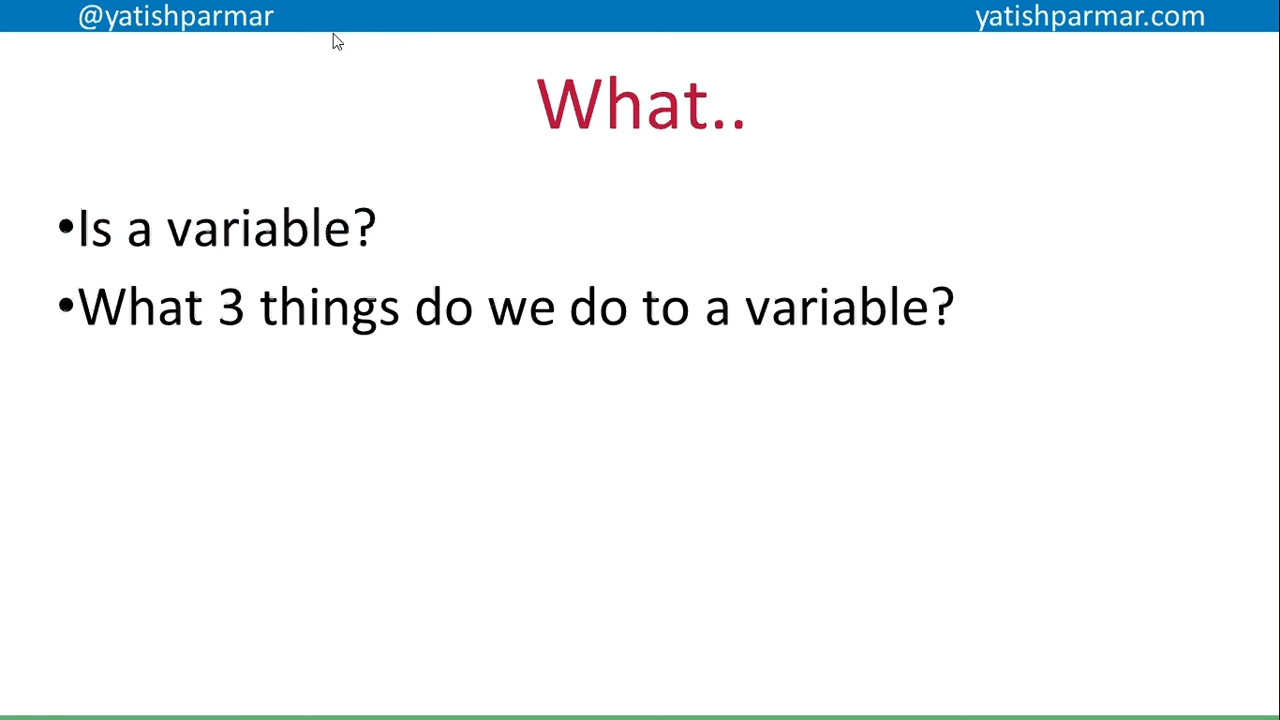 @yatishparmar
yatishparmar.com
What..
•Is a variable?
•What 3 things do we do to a variable?